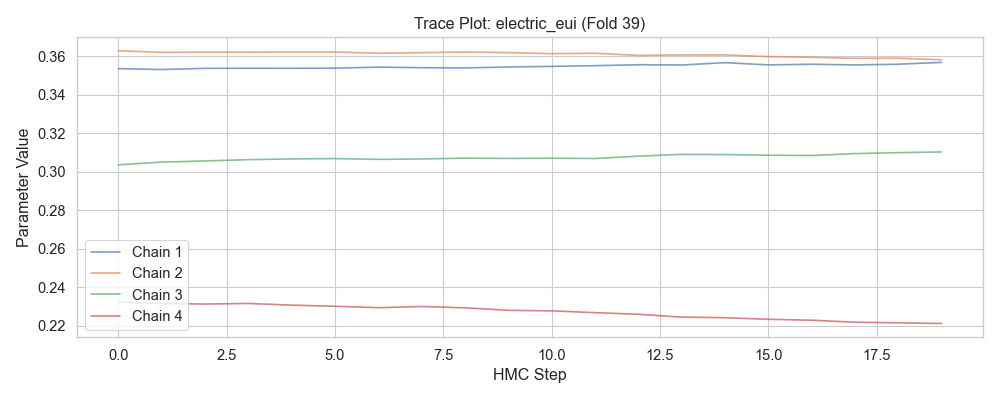 Trace Plot: electric_eui (Fold 39)
Parameter Value
0.36
0.34
0.32
0.30
0.28
0.26
0.24
0.22
Chain 1
Chain 2
Chain 3
Chain 4
0.0 2.5 5.0 7.5 10.0 12.5 15.0 17.5
HMC Step